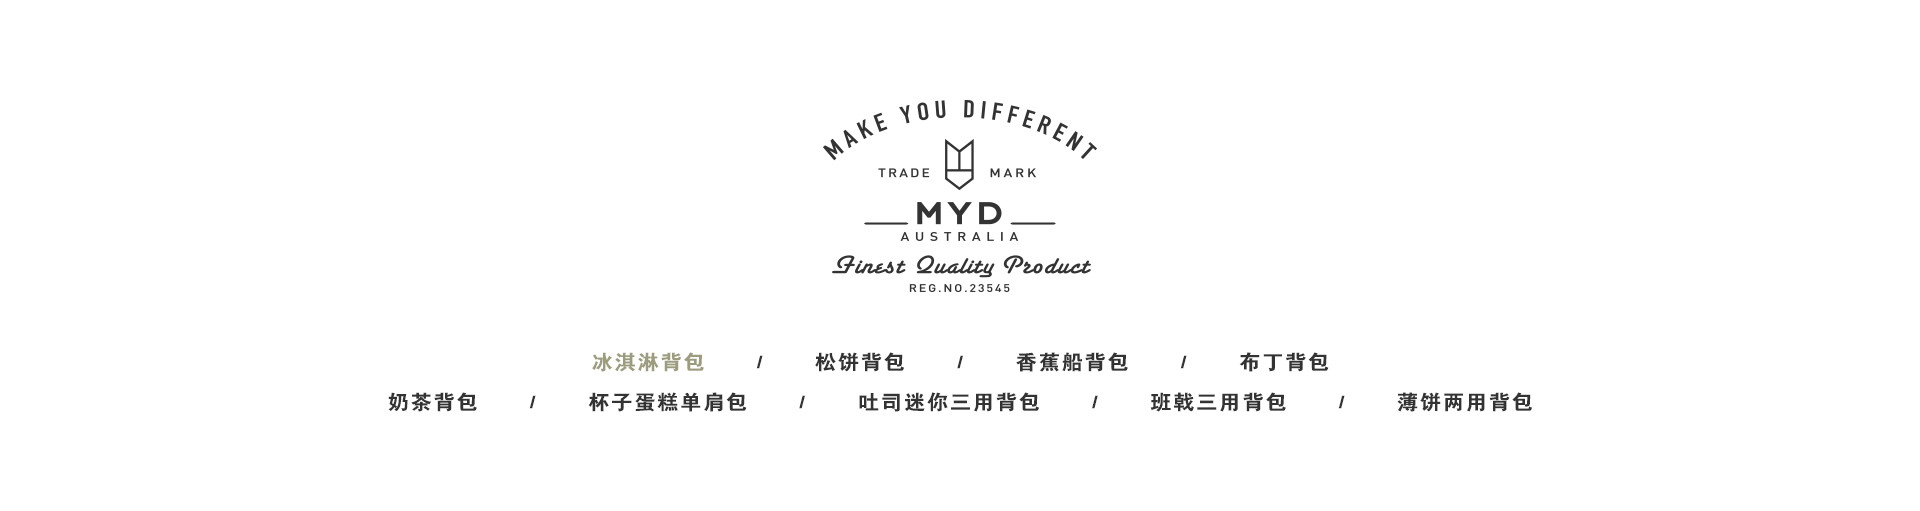 MAKE YOU DIFFERENT
TRADE MARK
MYD
AUSTRALIA
Finest Quality Product
REG.NO.23545
冰淇淋背包 / 松饼背包 / 香蕉船背包 / 布丁背包
奶茶背包 / 杯子蛋糕单肩包 / 吐司迷你三用背包 / 班戟三用背包 / 薄饼两用背包